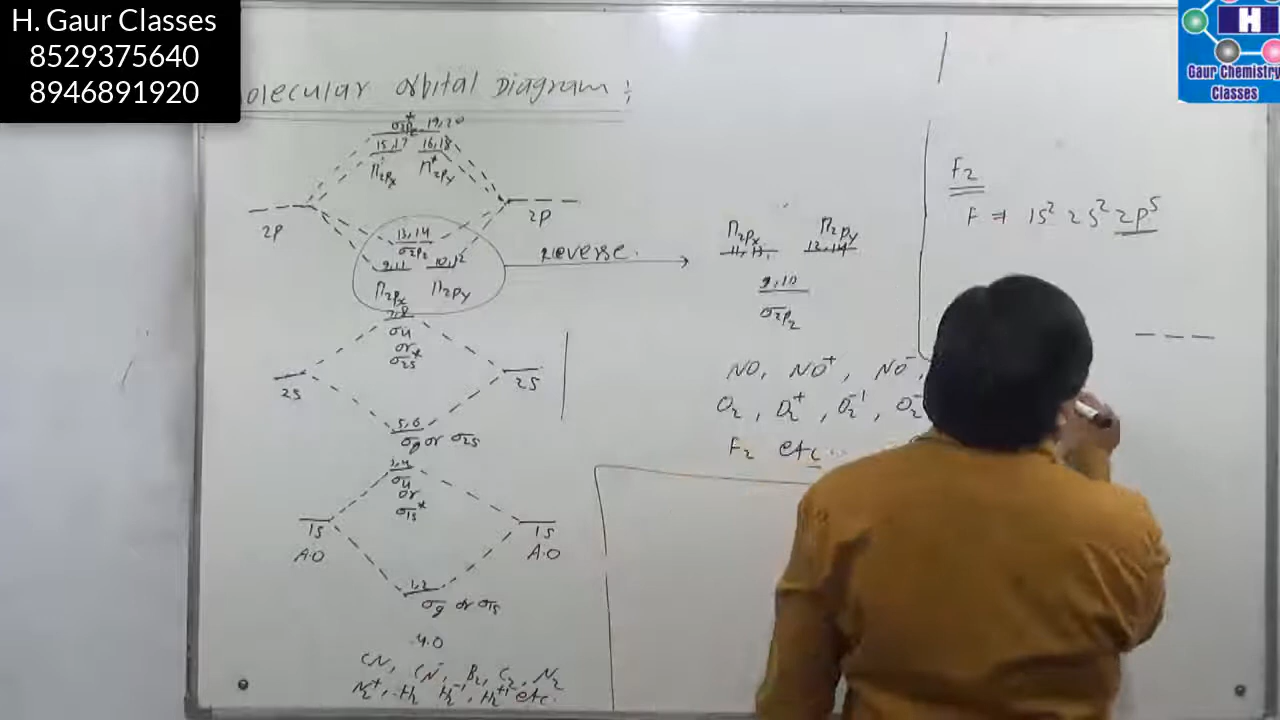 H. Gaur Classes
8529375640
8946891920
H
Gaur Chemistry
Classes
olecular orbital Diagram :
σ*2pz 19,20
15,17 16,18
π*2px π*2py
2p 2p
13,14
σ2pz
9,11 10,12
π2px π2py
reverse.
π2px π2py
11,13 12,14
9,10
σ2pz
7,8
σu
or
σ2s*
2s 2s
5,6
σg or σ2s
3,4
σu
or
σ1s*
1s 1s
A.O A.O
1,2
σg or σ1s
M.O
CN, CN⁻, B2, C2, N2
N2⁺, H2 H2⁻¹, H2⁺¹ etc.
NO, NO⁺, NO⁻,
O2, O2⁺, O2⁻¹, O2⁻
F2 etc...
F2
F ⇒ 1s² 2s² 2p⁵